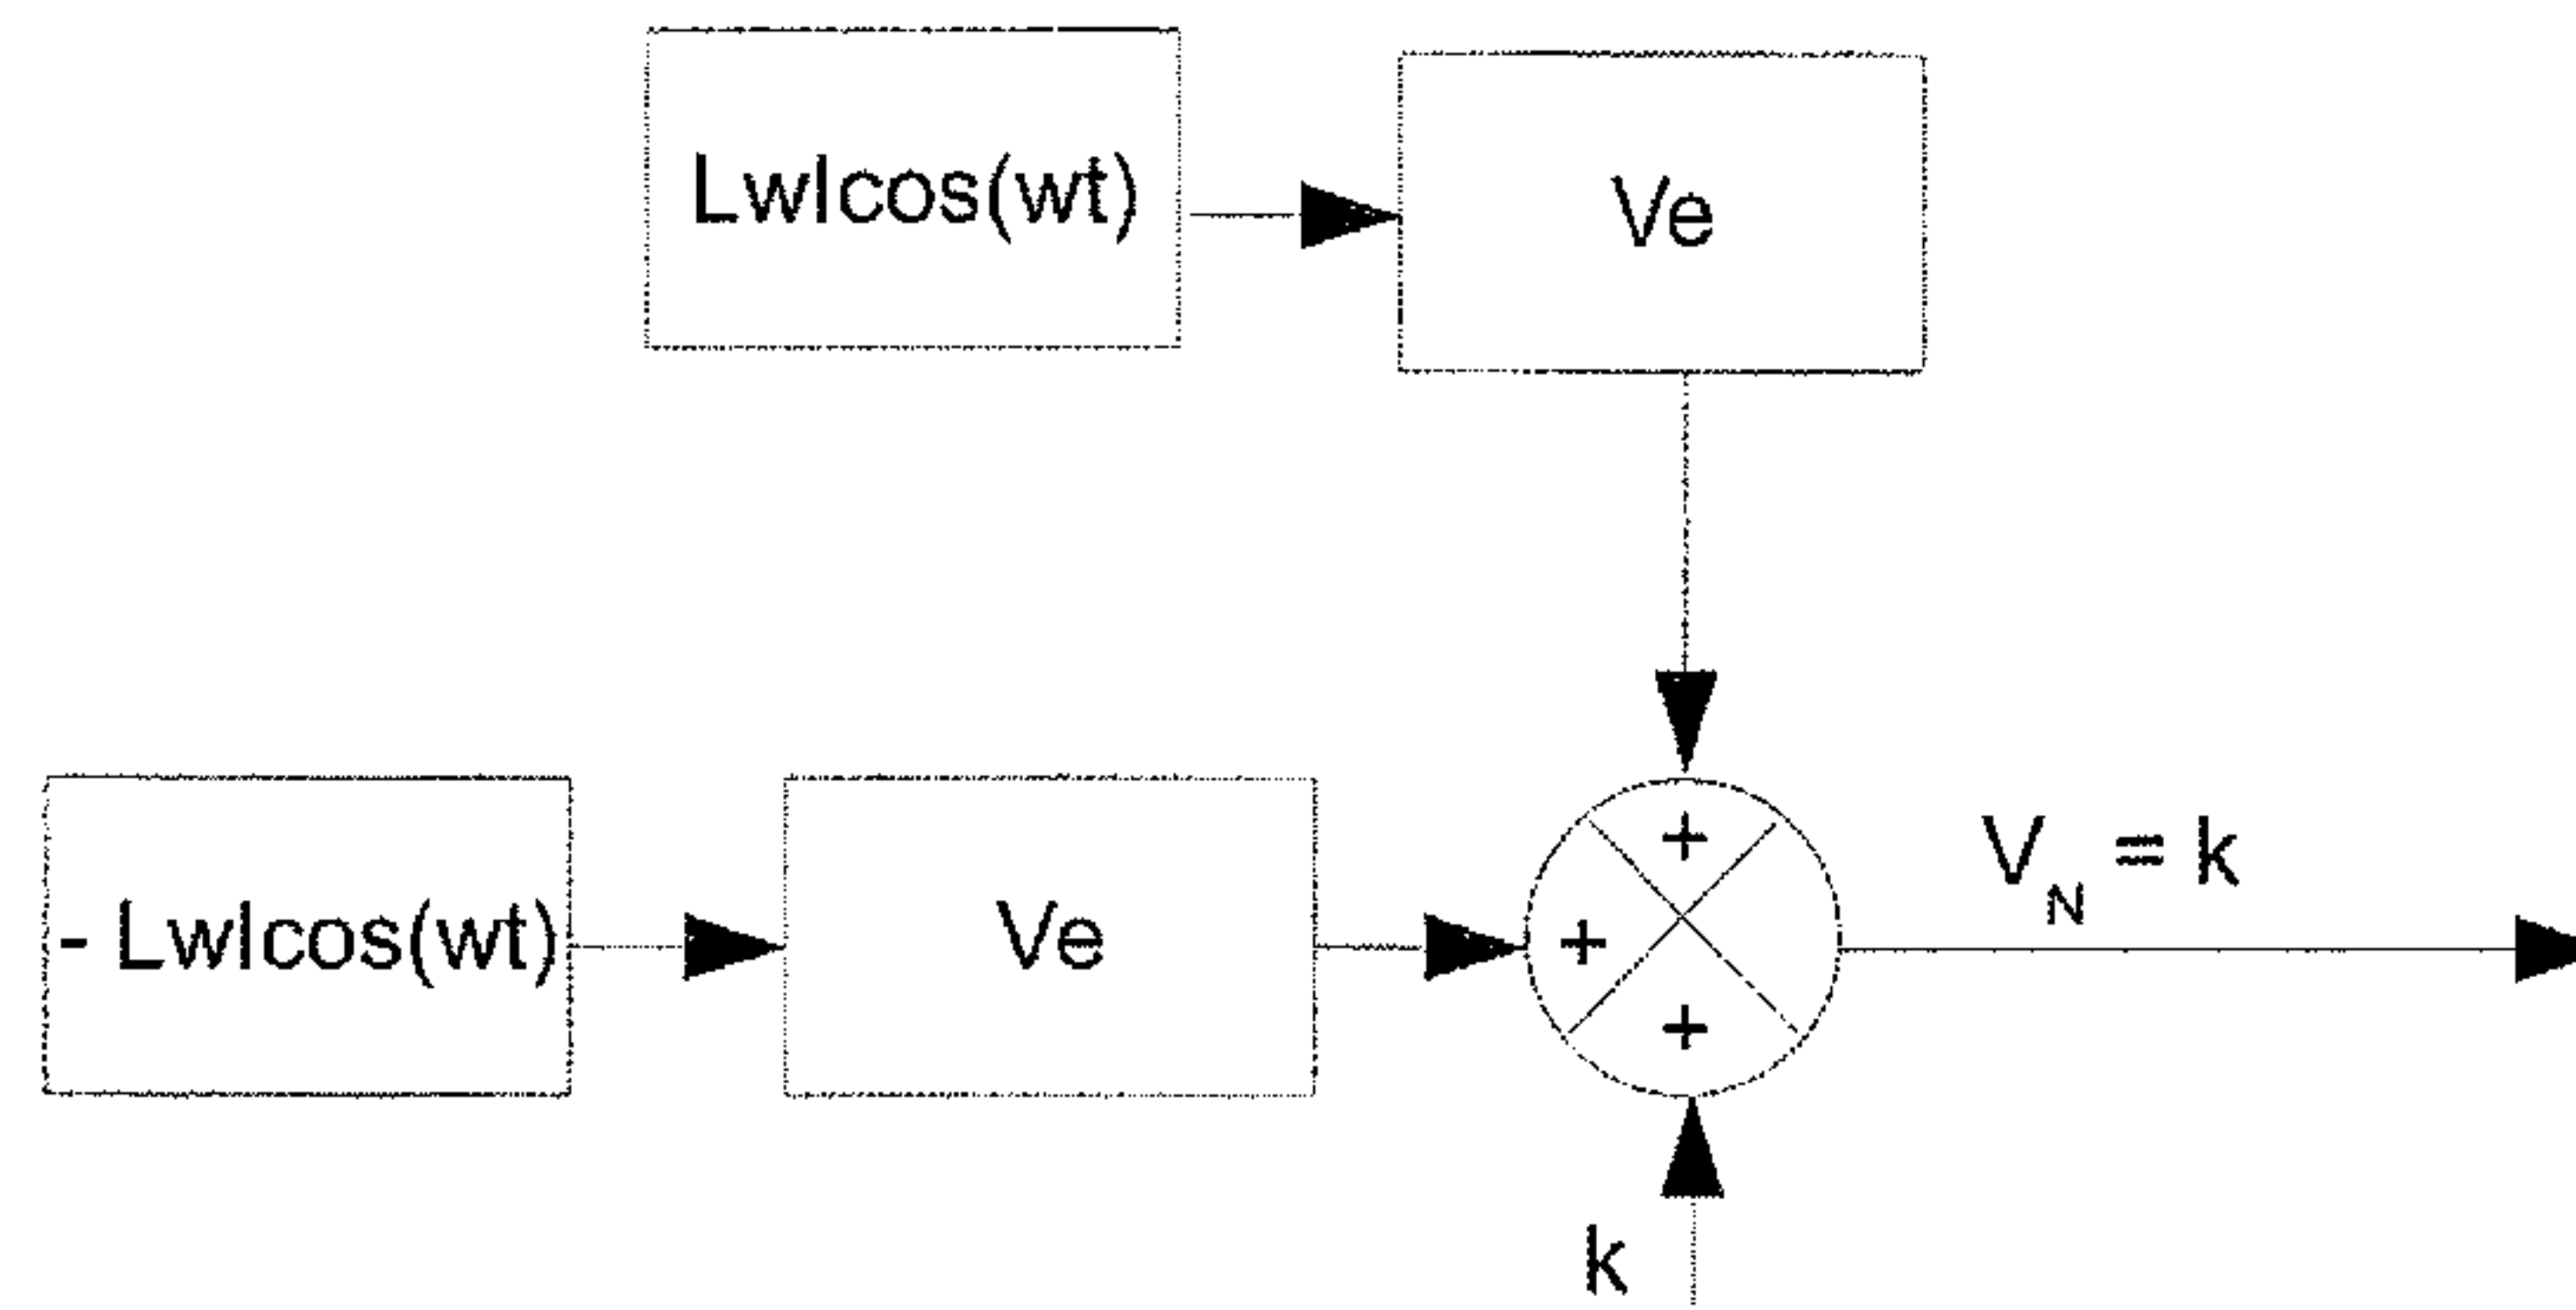 LwIcos(wt)
Ve
- LwIcos(wt)
Ve
+
+
+
V_N = k
k